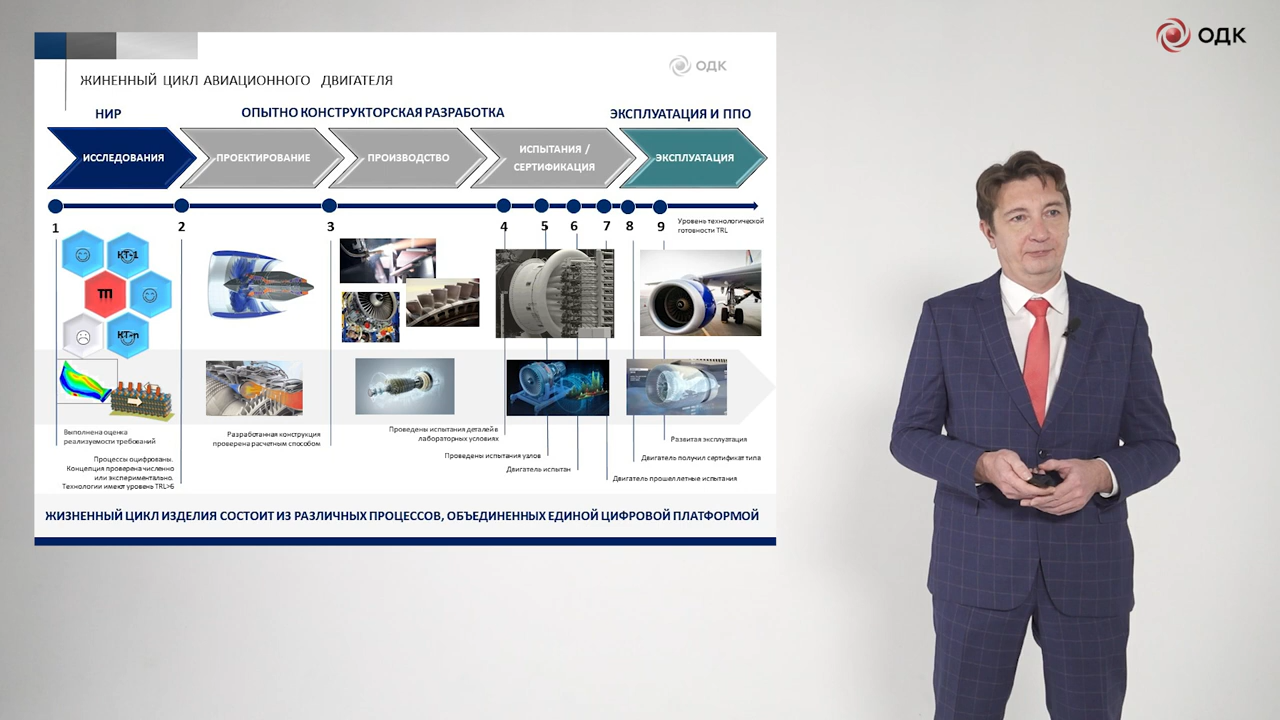 ОДК
ОДК
ЖИНЕННЫЙ ЦИКЛ АВИАЦИОННОГО ДВИГАТЕЛЯ
НИР
ОПЫТНО КОНСТРУКТОРСКАЯ РАЗРАБОТКА
ЭКСПЛУАТАЦИЯ И ППО
ИССЛЕДОВАНИЯ
ПРОЕКТИРОВАНИЕ
ПРОИЗВОДСТВО
ИСПЫТАНИЯ /
СЕРТИФИКАЦИЯ
ЭКСПЛУАТАЦИЯ
Уровень технологической
готовности TRL
1 2 3 4 5 6 7 8 9
КТ-1
ТП
КТ-n
Выполнена оценка
реализуемости требований
Процессы оцифрованы.
Концепция проверена численно
или экспериментально.
Технологии имеют уровень TRL>6
Разработанная конструкция
проверена расчетным способом
Проведены испытания деталей в
лабораторных условиях
Проведены испытания узлов
Двигатель испытан
Развитая эксплуатация
Двигатель получил сертификат типа
Двигатель прошел летные испытания
ЖИЗНЕННЫЙ ЦИКЛ ИЗДЕЛИЯ СОСТОИТ ИЗ РАЗЛИЧНЫХ ПРОЦЕССОВ, ОБЪЕДИНЕННЫХ ЕДИНОЙ ЦИФРОВОЙ ПЛАТФОРМОЙ